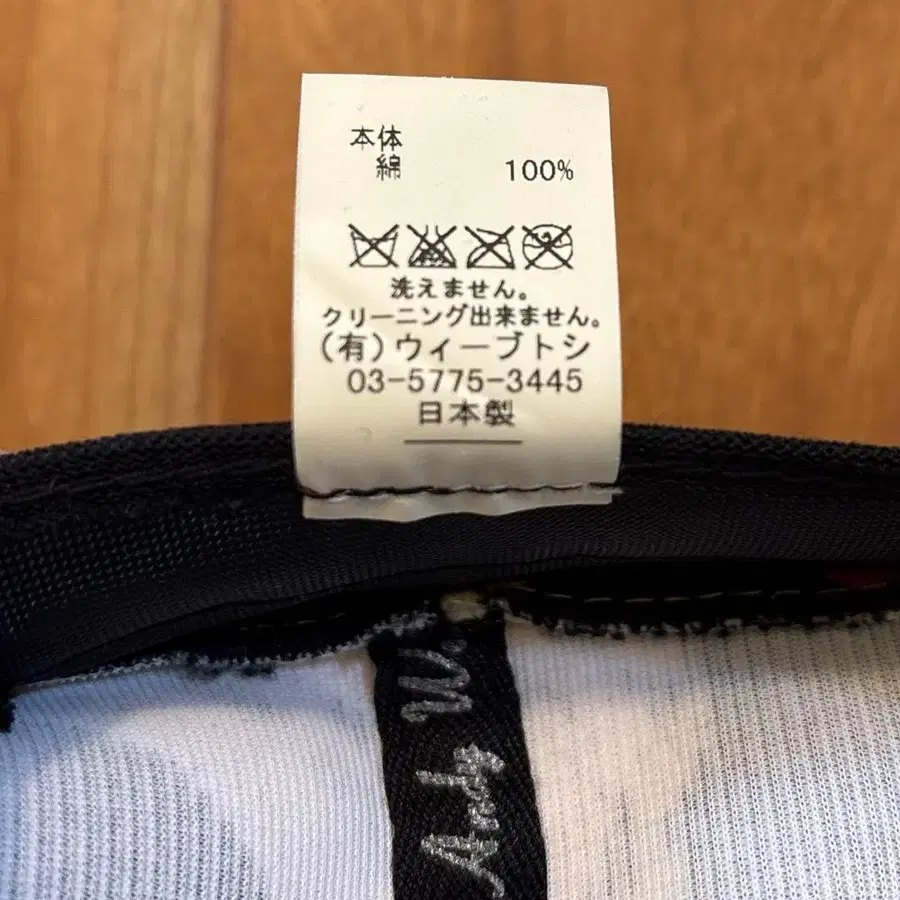 本体
綿 100%
洗えません。
クリーニング出来ません。
(有)ウィーブトシ
03-5775-3445
日本製
Andy W.